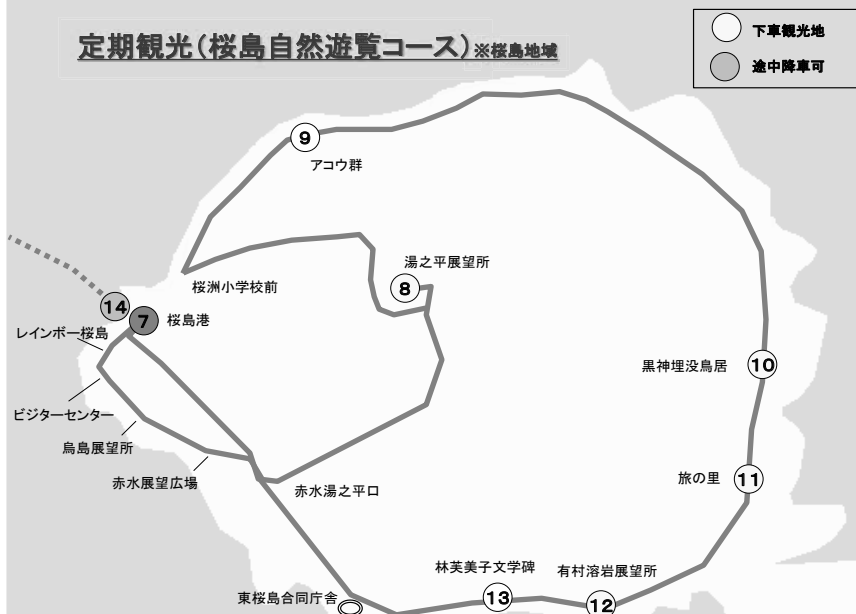 定期観光(桜島自然遊覧コース)※桜島地域
下車観光地
途中降車可
9
アコウ群
湯之平展望所
8
桜洲小学校前
14
7
桜島港
レインボー桜島
ビジターセンター
烏島展望所
赤水展望広場
赤水湯之平口
黒神埋没鳥居
10
旅の里
11
林芙美子文学碑
有村溶岩展望所
東桜島合同庁舎
13
12